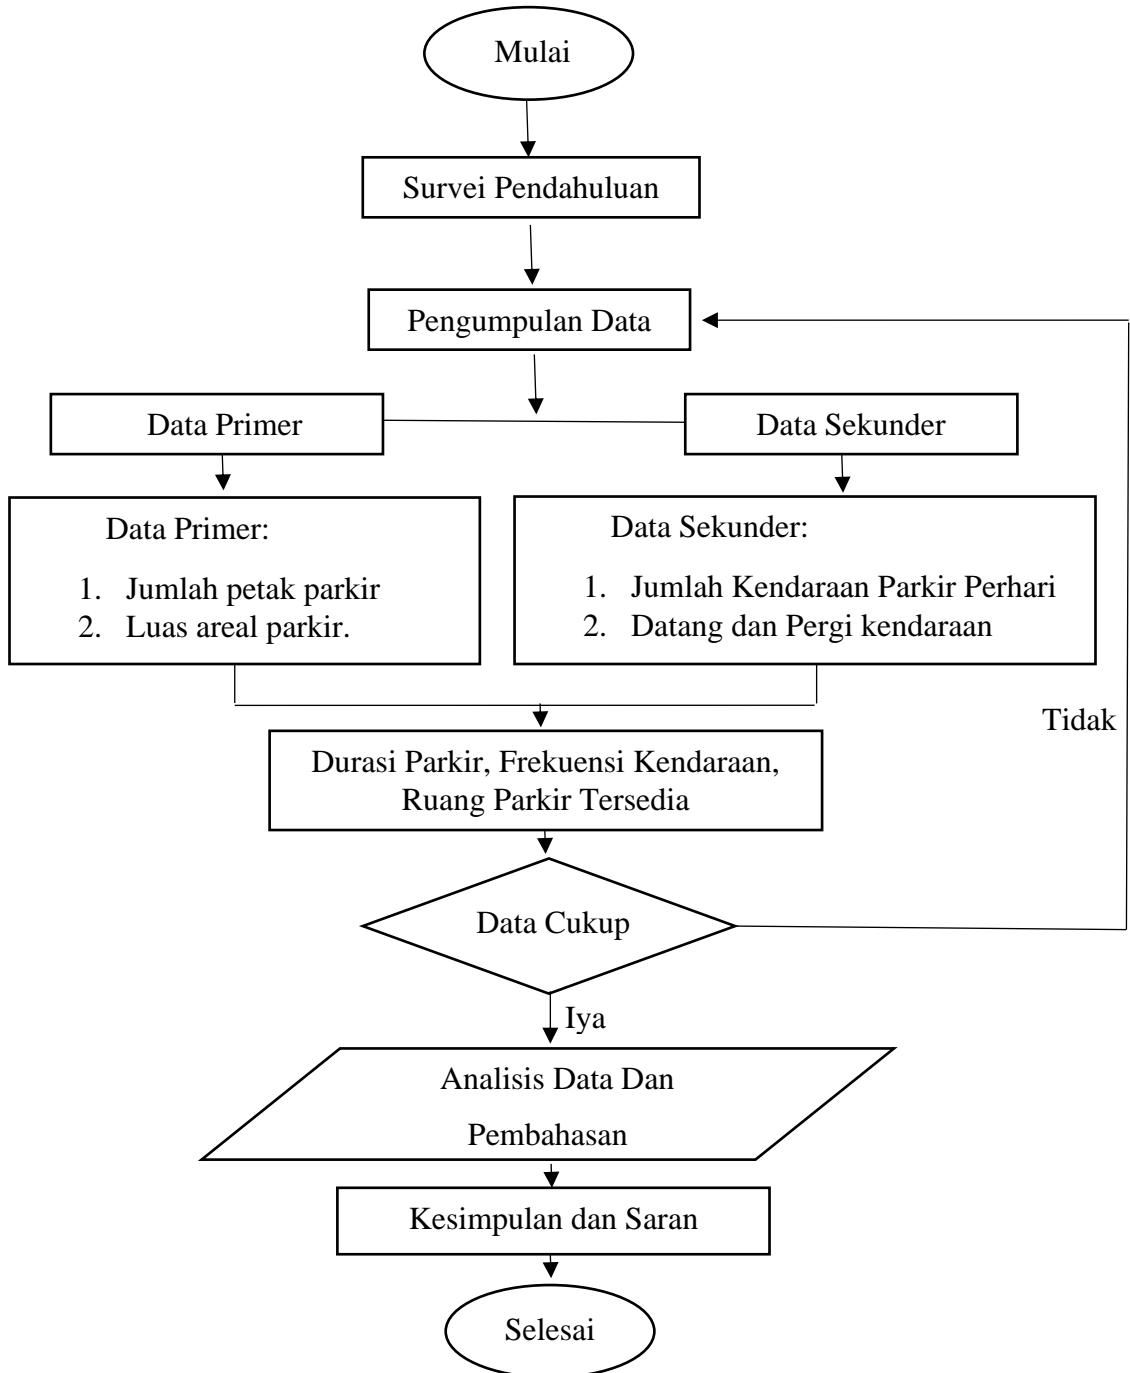 Mulai
Survei Pendahuluan
Pengumpulan Data
Data Primer
Data Sekunder
Data Primer:
1. Jumlah petak parkir
2. Luas areal parkir.
Data Sekunder:
1. Jumlah Kendaraan Parkir Perhari
2. Datang dan Pergi kendaraan
Tidak
Durasi Parkir, Frekuensi Kendaraan,
Ruang Parkir Tersedia
Data Cukup
Iya
Analisis Data Dan
Pembahasan
Kesimpulan dan Saran
Selesai